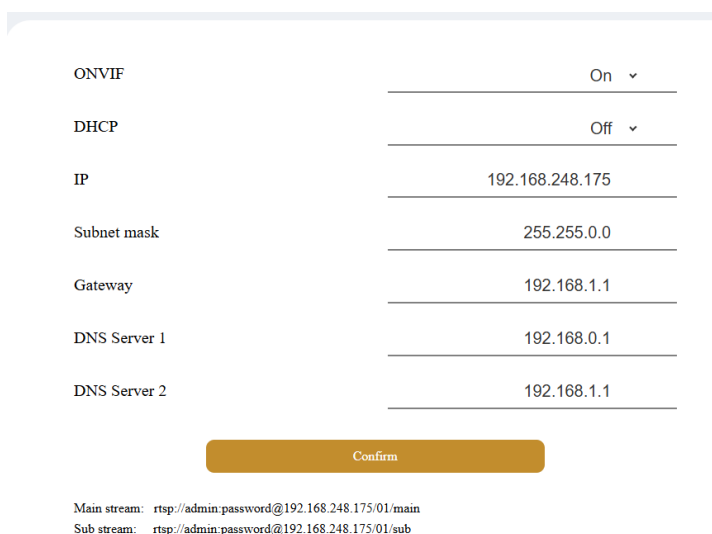 ONVIF On
DHCP Off
IP 192.168.248.175
Subnet mask 255.255.0.0
Gateway 192.168.1.1
DNS Server 1 192.168.0.1
DNS Server 2 192.168.1.1
Confirm
Main stream: rtsp://admin:password@192.168.248.175/01/main
Sub stream: rtsp://admin:password@192.168.248.175/01/sub